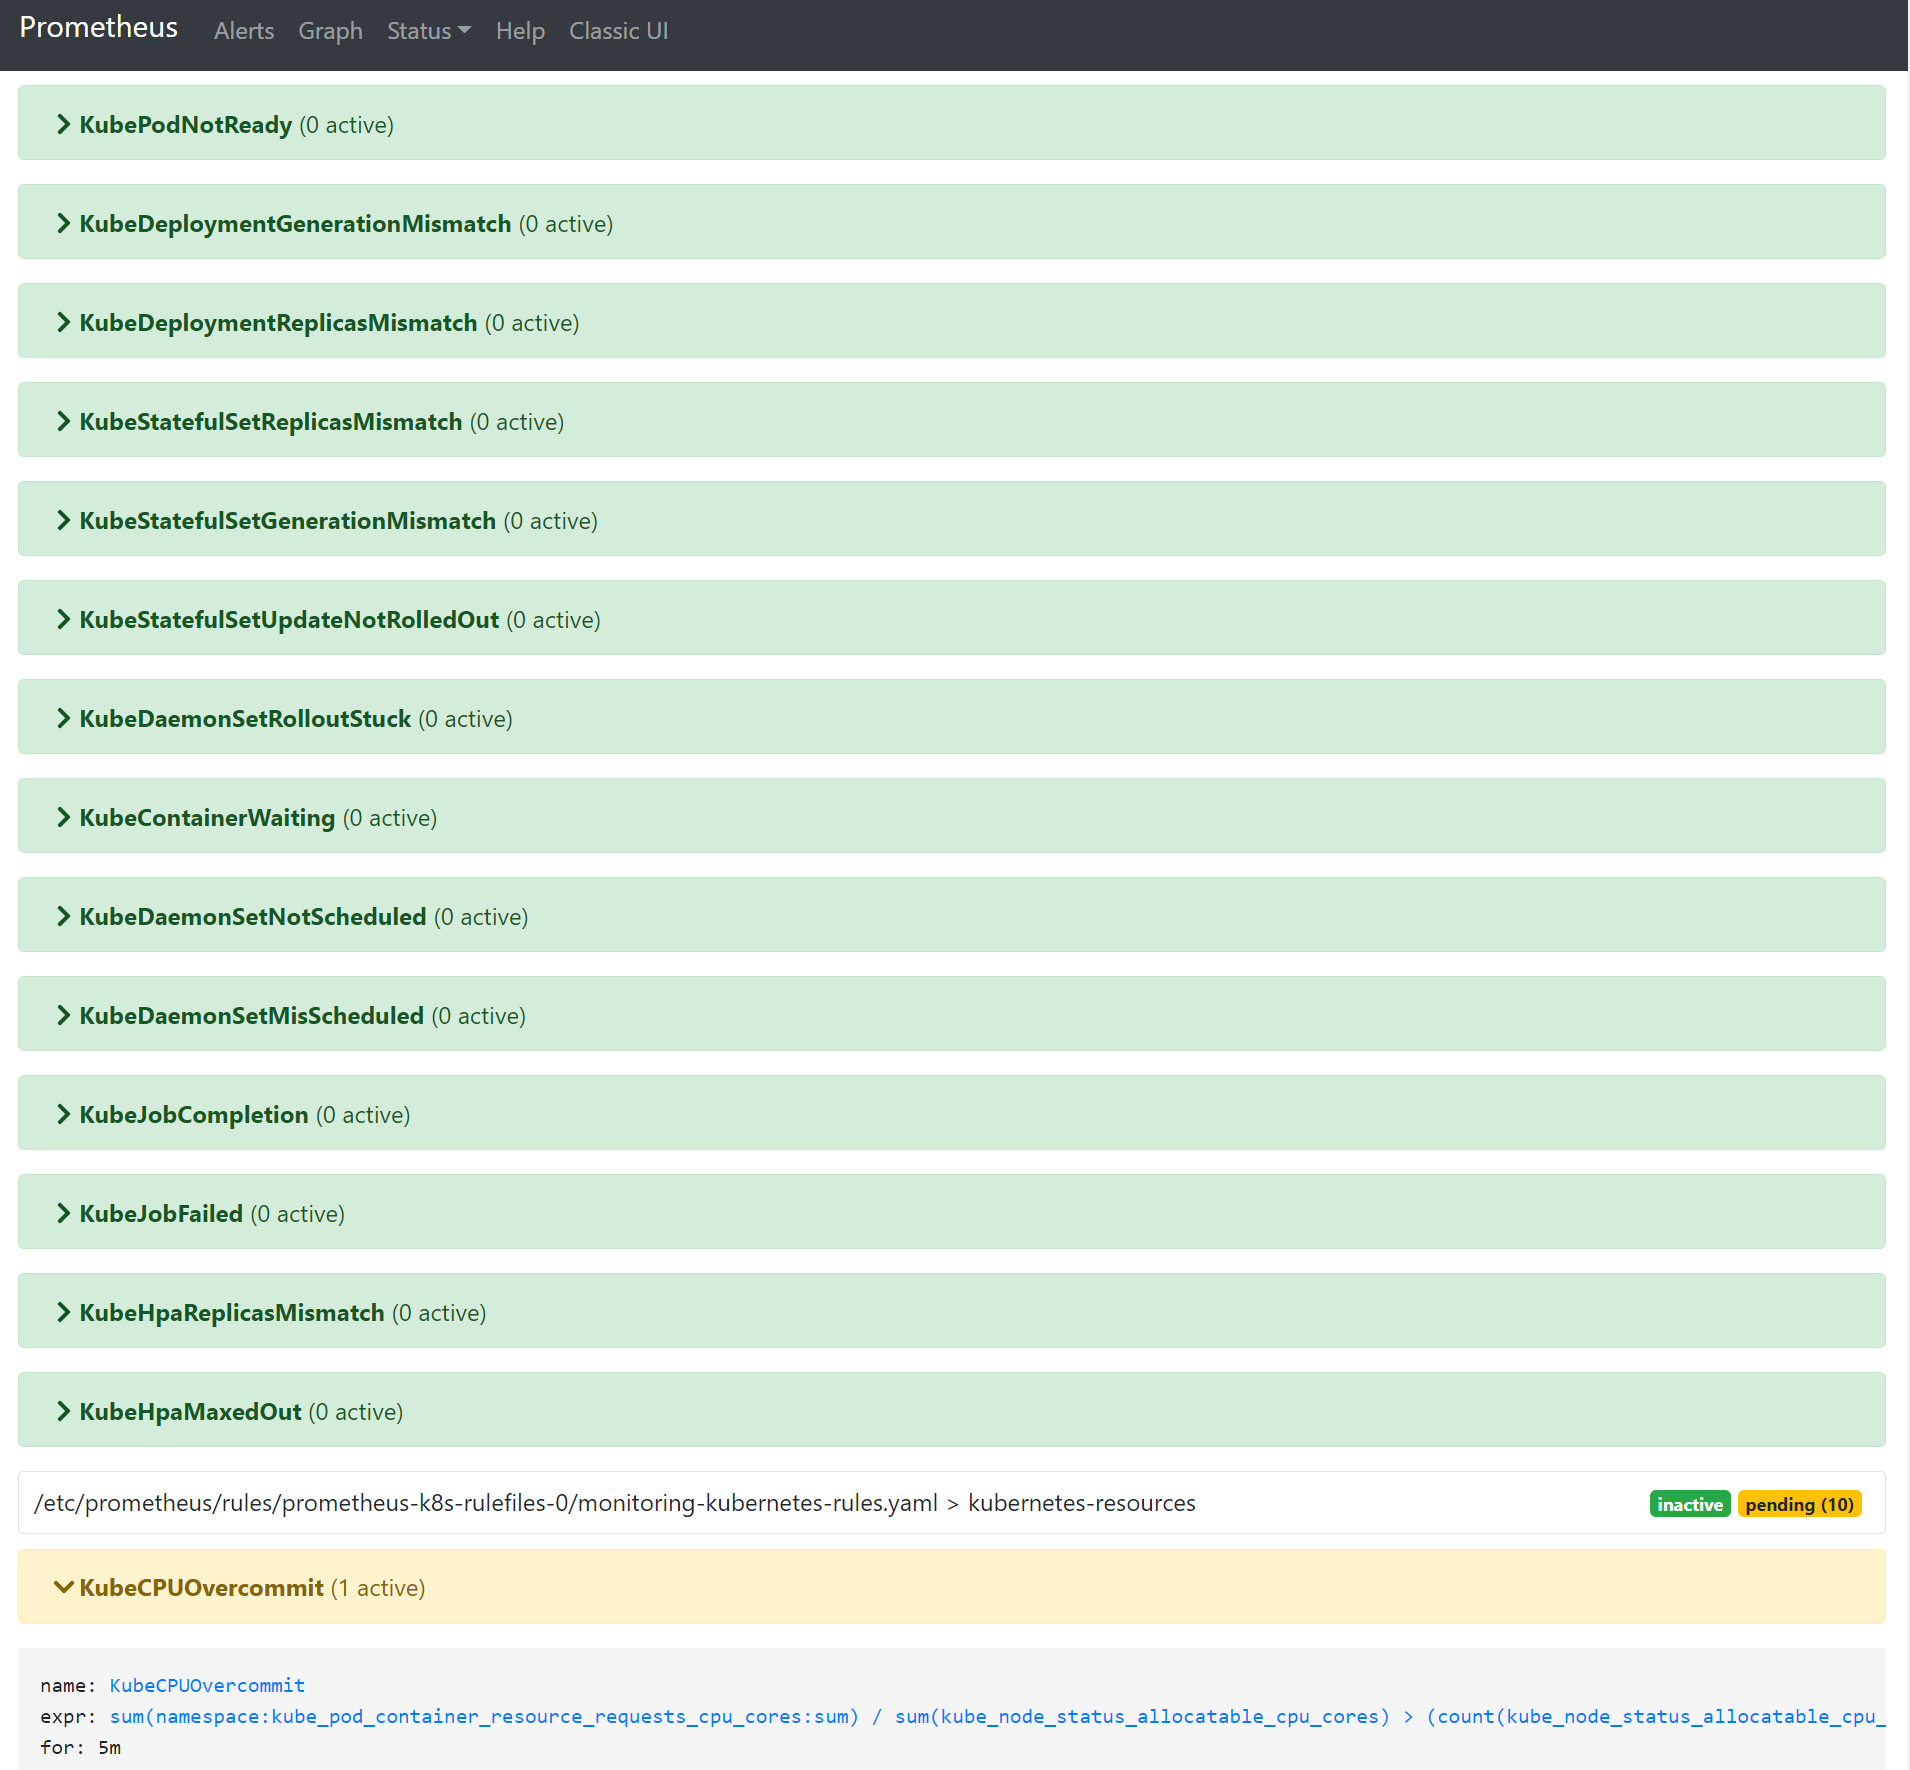 Prometheus Alerts Graph Status Help Classic UI
KubePodNotReady (0 active)
KubeDeploymentGenerationMismatch (0 active)
KubeDeploymentReplicasMismatch (0 active)
KubeStatefulSetReplicasMismatch (0 active)
KubeStatefulSetGenerationMismatch (0 active)
KubeStatefulSetUpdateNotRolledOut (0 active)
KubeDaemonSetRolloutStuck (0 active)
KubeContainerWaiting (0 active)
KubeDaemonSetNotScheduled (0 active)
KubeDaemonSetMisScheduled (0 active)
KubeJobCompletion (0 active)
KubeJobFailed (0 active)
KubeHpaReplicasMismatch (0 active)
KubeHpaMaxedOut (0 active)
/etc/prometheus/rules/prometheus-k8s-rulefiles-0/monitoring-kubernetes-rules.yaml > kubernetes-resources inactive pending (10)
KubeCPUOvercommit (1 active)
name: KubeCPUOvercommit
expr: sum(namespace:kube_pod_container_resource_requests_cpu_cores:sum) / sum(kube_node_status_allocatable_cpu_cores) > (count(kube_node_status_allocatable_cpu_
for: 5m